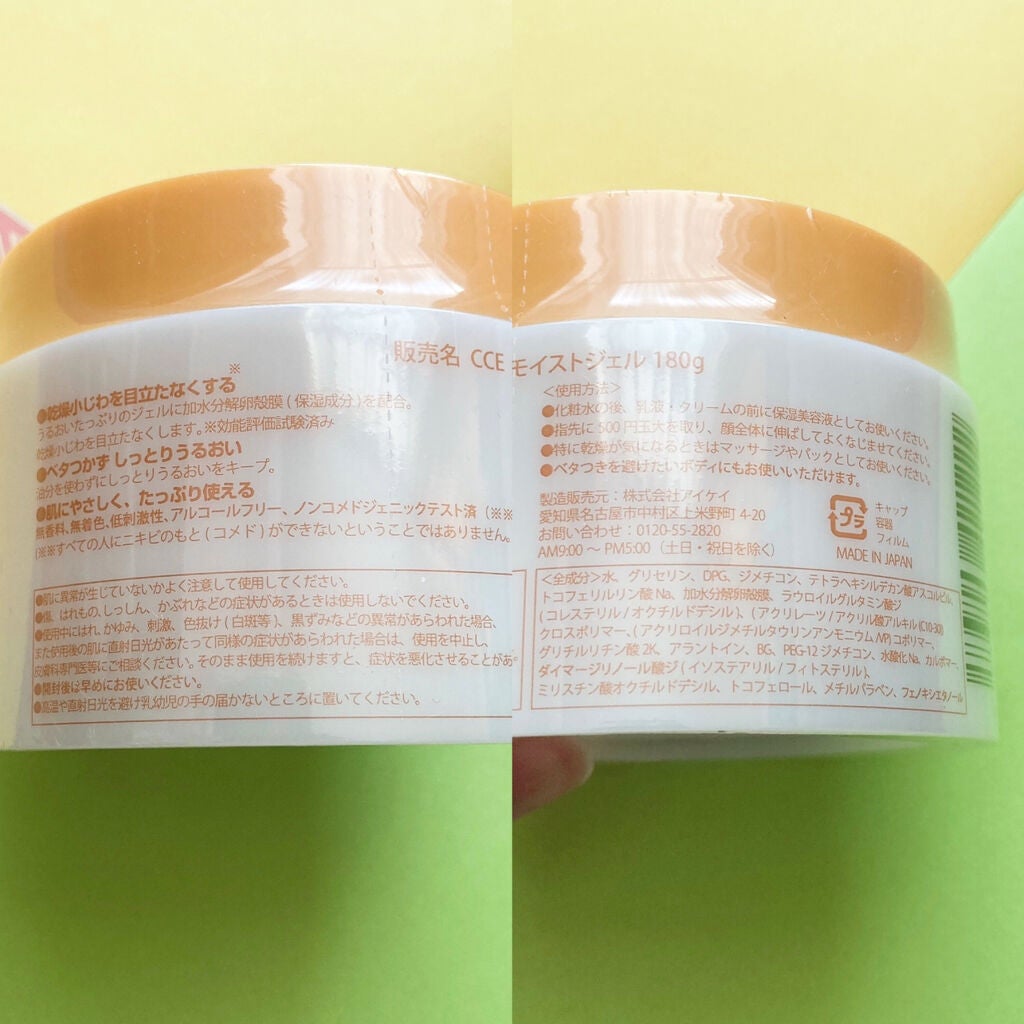 販売名 CCE モイストジェル 180g
●乾燥小じわを目立たなくする※
うるおいたっぷりのジェルに加水分解卵殻膜(保湿成分)を配合。
乾燥小じわを目立たなくします。※効能評価試験済み
●ベタつかず しっとりうるおい
油分を使わずにしっとりうるおいをキープ。
●肌にやさしく、たっぷり使える
無香料、無着色、低刺激性、アルコールフリー、ノンコメドジェニックテスト済(※※
(※※すべての人にニキビのもと(コメド)ができないということではありません。
●肌に異常が生じていないかよく注意して使用してください。
●傷、はれもの、しっしん、かぶれなどの症状があるときは使用しないでください。
●使用中にはれ、かゆみ、刺激、色抜け(白斑等)、黒ずみなどの異常があらわれた場合、
また使用後の肌に直射日光があたって同様の症状があらわれた場合は、使用を中止し、
皮膚科専門医等にご相談ください。そのまま使用を続けますと、症状を悪化させることがあ
●開封後は早めにお使いください。
●高温や直射日光を避け乳幼児の手の届かないところに置いてください。
＜使用方法＞
●化粧水の後、乳液・クリームの前に保湿美容液としてお使いください。
●指先に500円玉大を取り、顔全体に伸ばしてよくなじませてください。
●特に乾燥が気になるときはマッサージやパックとしてお使いください。
●ベタつきを避けたいボディにもお使いいただけます。
製造販売元：株式会社アイケイ
愛知県名古屋市中村区上米野町 4-20
お問い合わせ：0120-55-2820
AM9:00 ～ PM5:00（土日・祝日を除く）
プラ
キャップ
容器
フィルム
MADE IN JAPAN
＜全成分＞水、グリセリン、DPG、ジメチコン、テトラヘキシルデカン酸アスコルビル、
トコフェリルリン酸 Na、加水分解卵殻膜、ラウロイルグルタミン酸ジ
(コレステリル / オクチルドデシル)、(アクリレーツ / アクリル酸アルキル (C10-30))
クロスポリマー、(アクリロイルジメチルタウリンアンモニウム /VP) コポリマー、
グリチルリチン酸 2K、アラントイン、BG、PEG-12 ジメチコン、水酸化 Na、カルボマー、
ダイマージリノール酸ジ(イソステアリル / フィトステリル)、
ミリスチン酸オクチルドデシル、トコフェロール、メチルパラベン、フェノキシエタノール